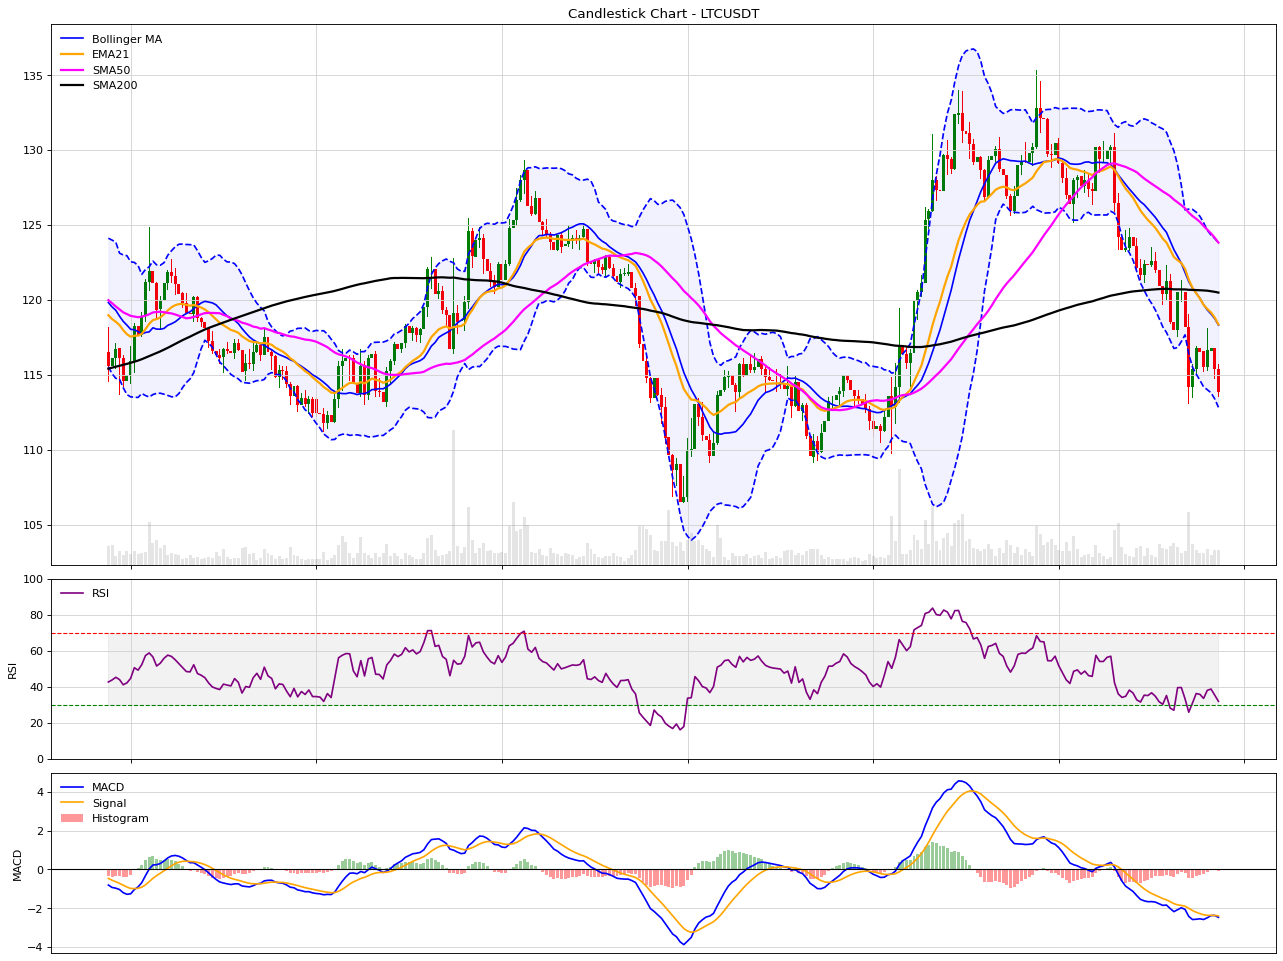 Candlestick Chart - LTCUSDT
Bollinger MA
EMA21
SMA50
SMA200
135
130
125
120
115
110
105
RSI
100
80
60
40
20
0
RSI
MACD
Signal
Histogram
4
2
0
−2
−4
MACD